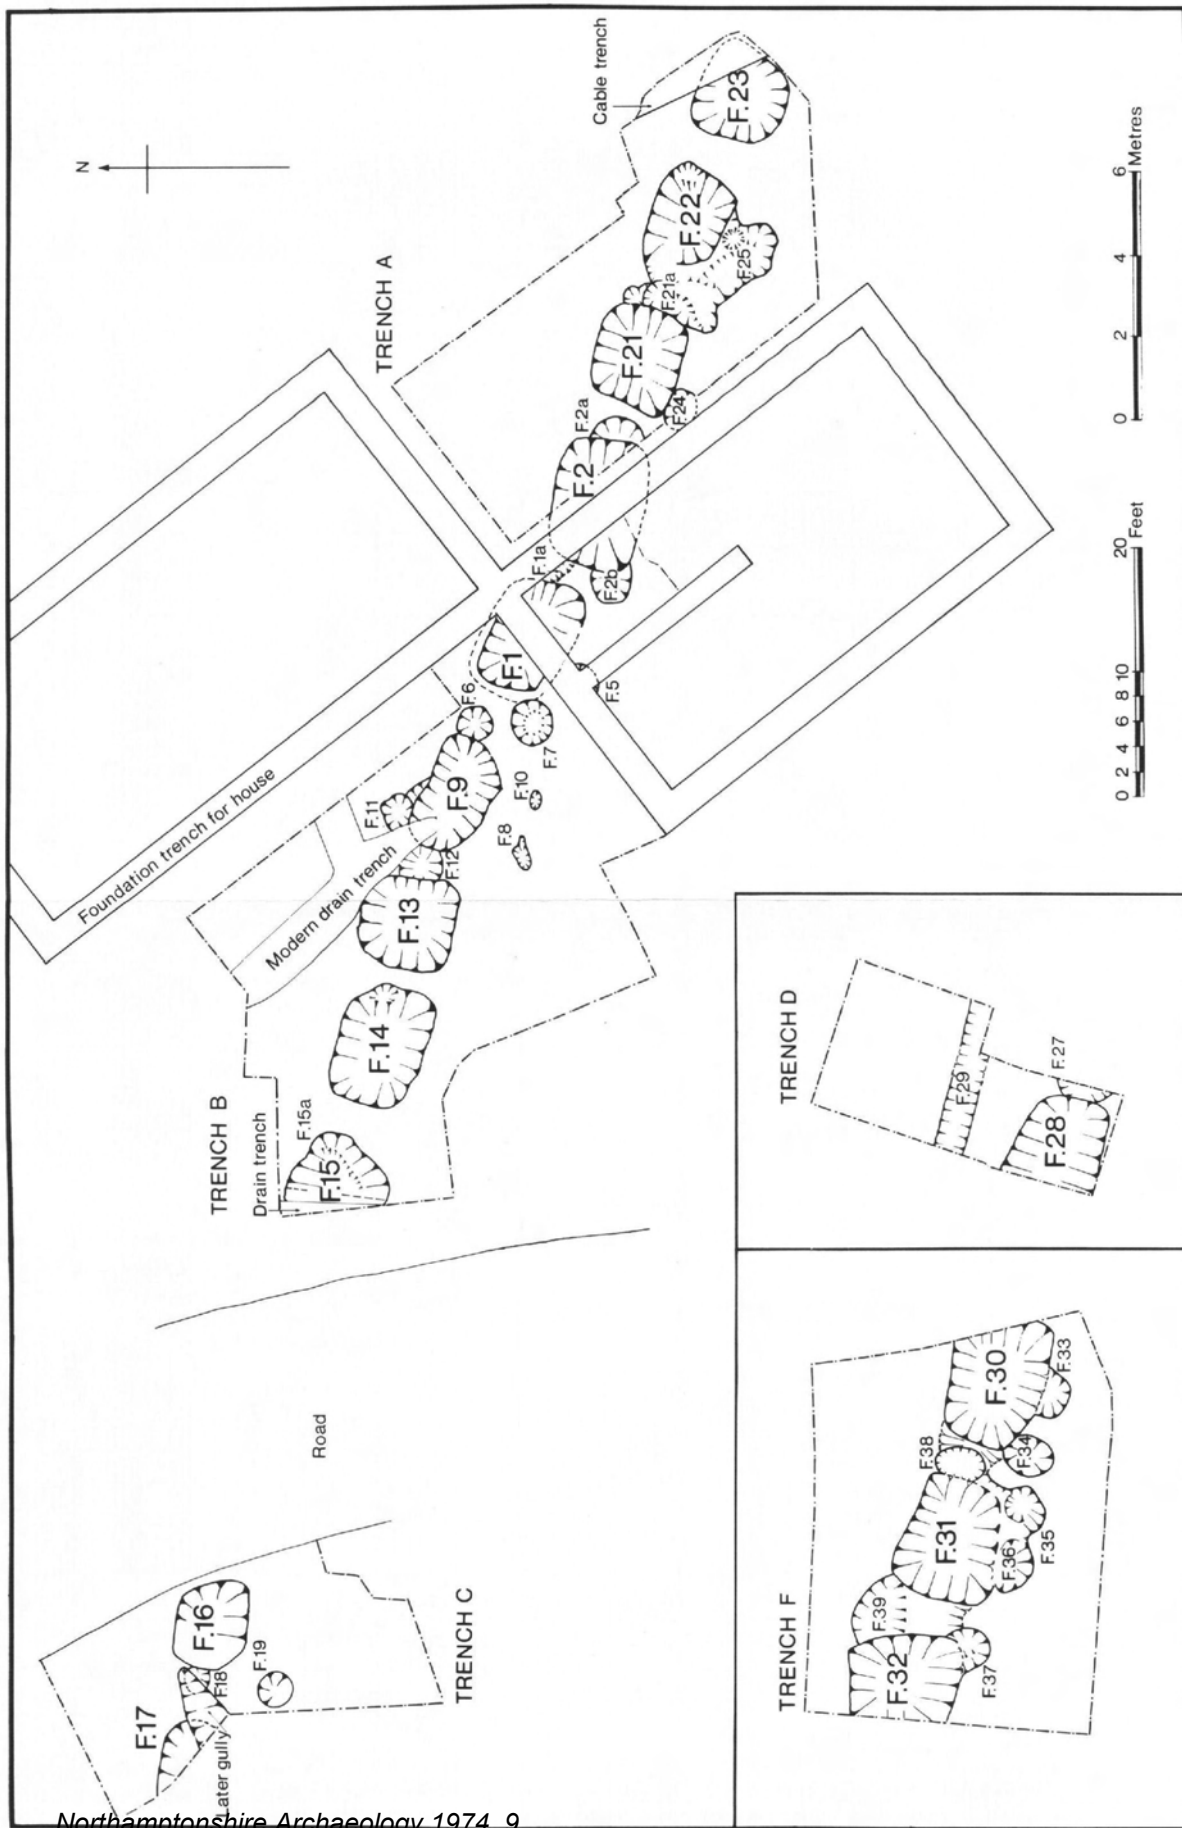 N
Cable trench
TRENCH A
F.23
F.22
F.25
F.21a
F.21
F.24
F.2a
F.2
F.2b
F.1a
F.1
F.5
F.6
F.7
F.9
F.10
F.11
F.8
F.12
F.13
Foundation trench for house
Modern drain trench
F.14
TRENCH B
Drain trench
F.15a
F.15
Road
F.16
F.17
F.18
F.19
Later gully
TRENCH C
0 2 4 6 Metres
0 2 4 6 8 10 20 Feet
TRENCH D
F.29
F.27
F.28
TRENCH F
F.30
F.33
F.38
F.34
F.31
F.35
F.36
F.39
F.32
F.37
Northamptonshire Archaeology 1974, 9